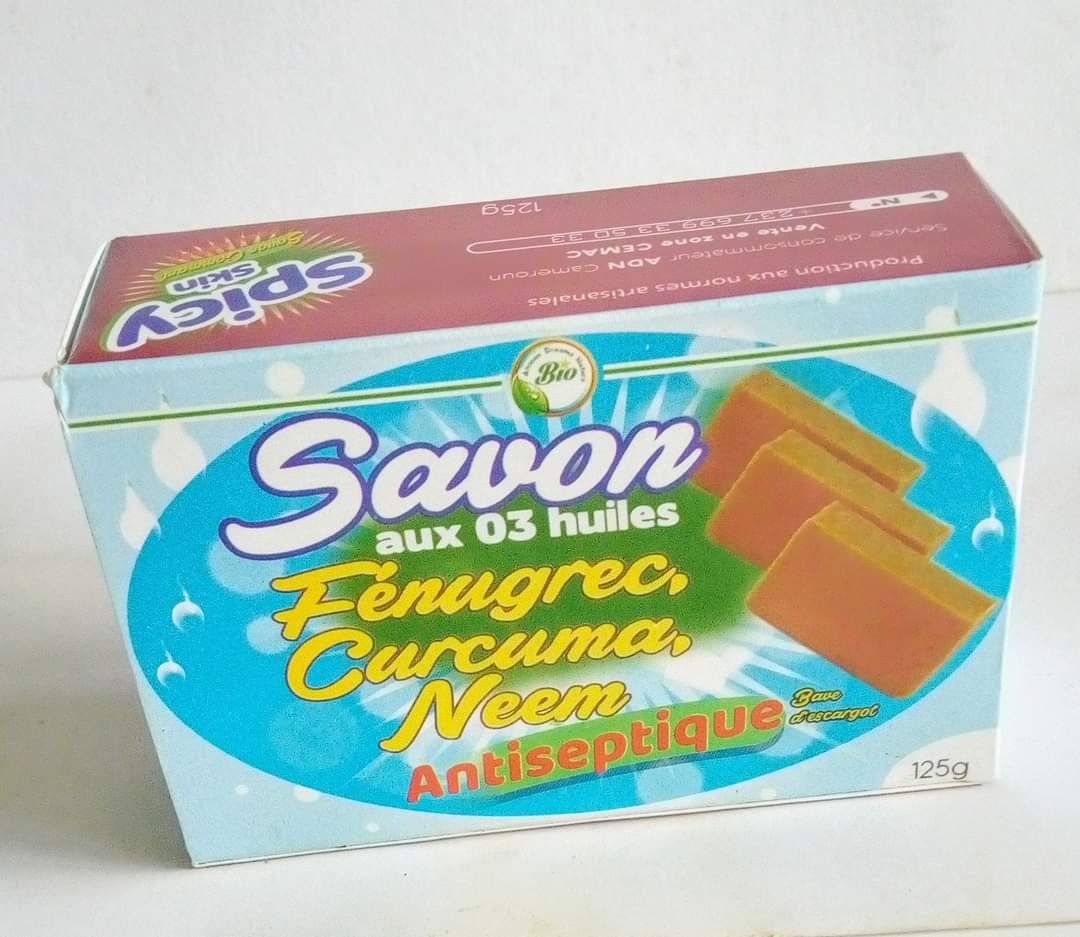 Bio
Savon
aux 03 huiles
Fénugrec,
Curcuma,
Neem
Antiseptique
Bave
d'escargot
125g
Spicy
Skin
Production aux normes artisanales
Service de consommateur ADN Cameroun
Vente en zone CEMAC
N° +237 699 33 50 33
125g